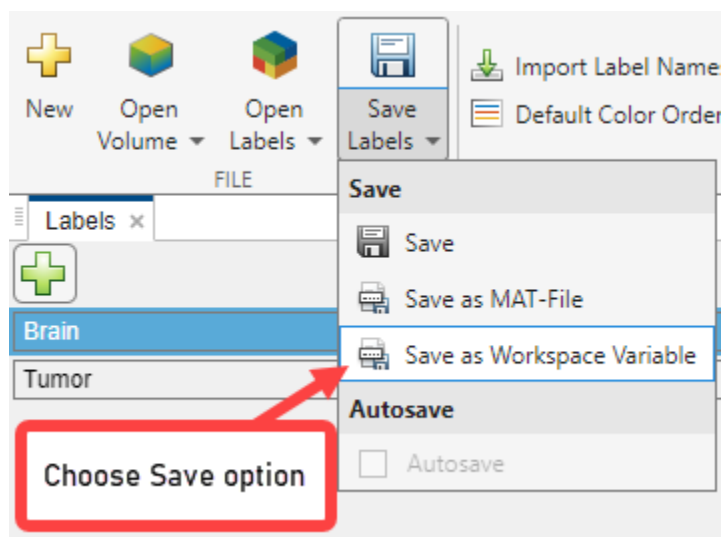 New
Open
Volume
Open
Labels
Save
Labels
Import Label Name
Default Color Order
FILE
Labels ×
Save
Save
Save as MAT-File
Save as Workspace Variable
Autosave
Autosave
Brain
Tumor
Choose Save option